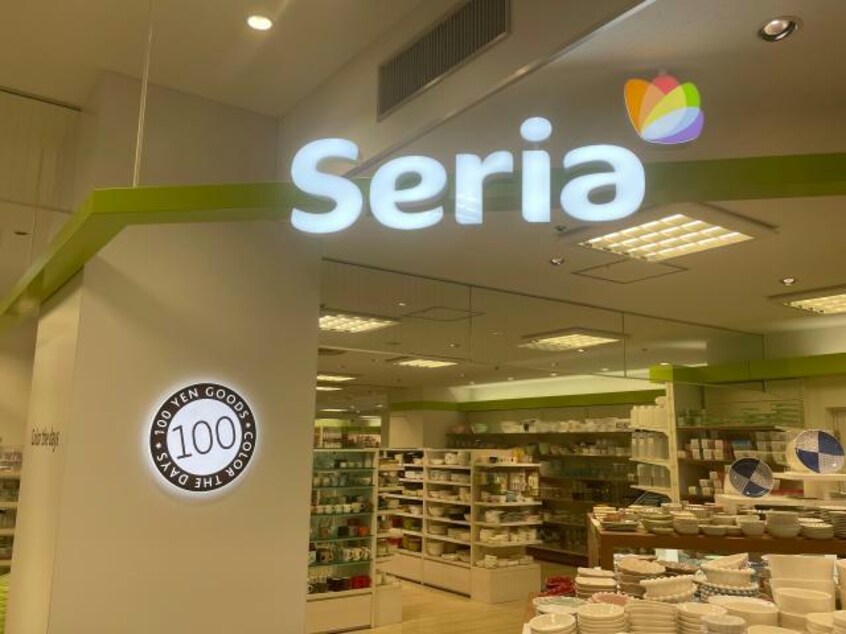 Seria
100 YEN GOODS · COLOR THE DAYS ·
100
Color the days